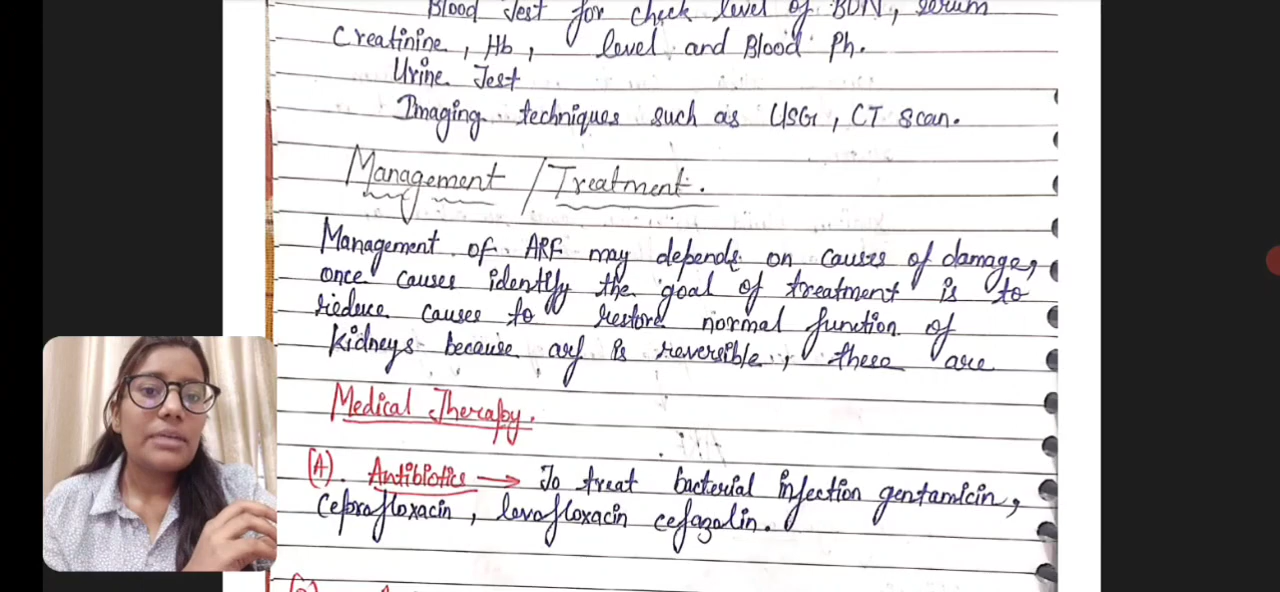 Blood Test for check level of BUN, serum
Creatinine, Hb, level and Blood Ph.
Urine Test
Imaging techniques such as USG, CT Scan.
Management / Treatment.
Management of ARF may depends on causes of damage,
once causes identify the goal of treatment is to
reduce causes to restore normal function of
kidneys because arf is reversible, these are
Medical Therapy.
(A). Antibiotics → To treat bacterial infection gentamicin,
Ceprofloxacin, levofloxacin cefazolin.